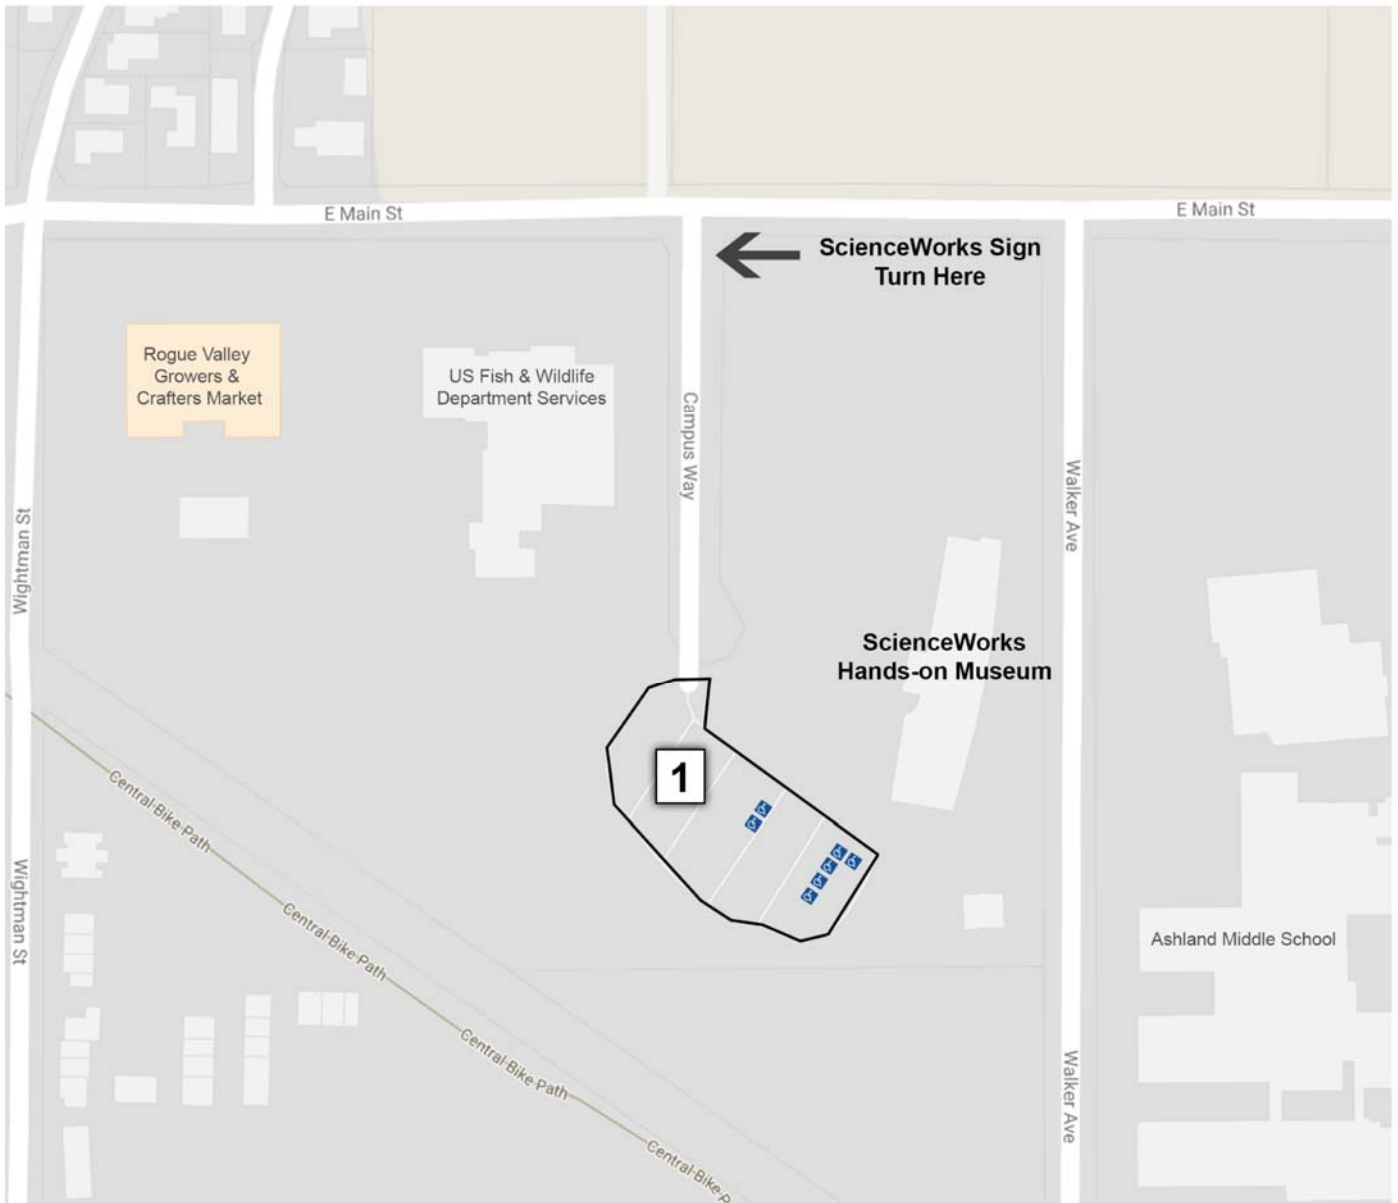 E Main St
E Main St
ScienceWorks Sign
Turn Here
Rogue Valley
Growers &
Crafters Market
US Fish & Wildlife
Department Services
Campus Way
Walker Ave
Wightman St
ScienceWorks
Hands-on Museum
1
Central Bike Path
Wightman St
Central Bike Path
Ashland Middle School
Central Bike Path
Walker Ave
Central Bike P